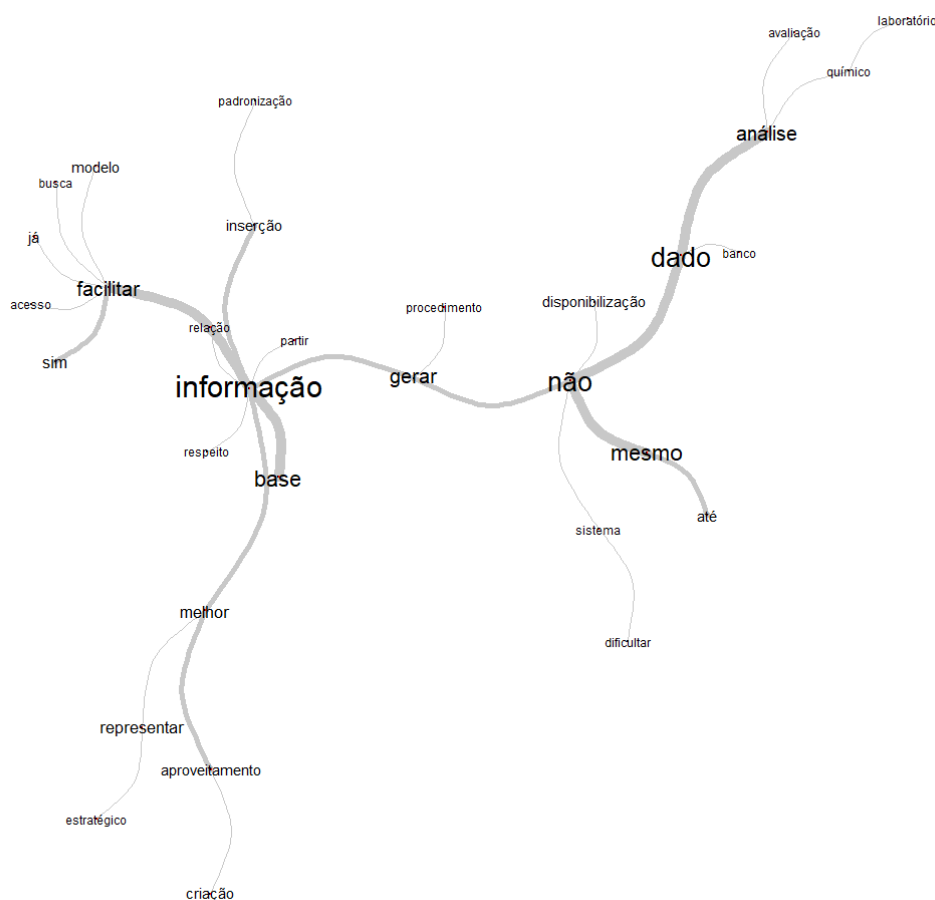 laboratório
avaliação
químico
padronização
análise
modelo
busca
inserção
já
dado
banco
facilitar
disponibilização
acesso
procedimento
relação
partir
sim
informação
gerar
não
respeito
mesmo
base
até
sistema
melhor
dificultar
representar
aproveitamento
estratégico
criação